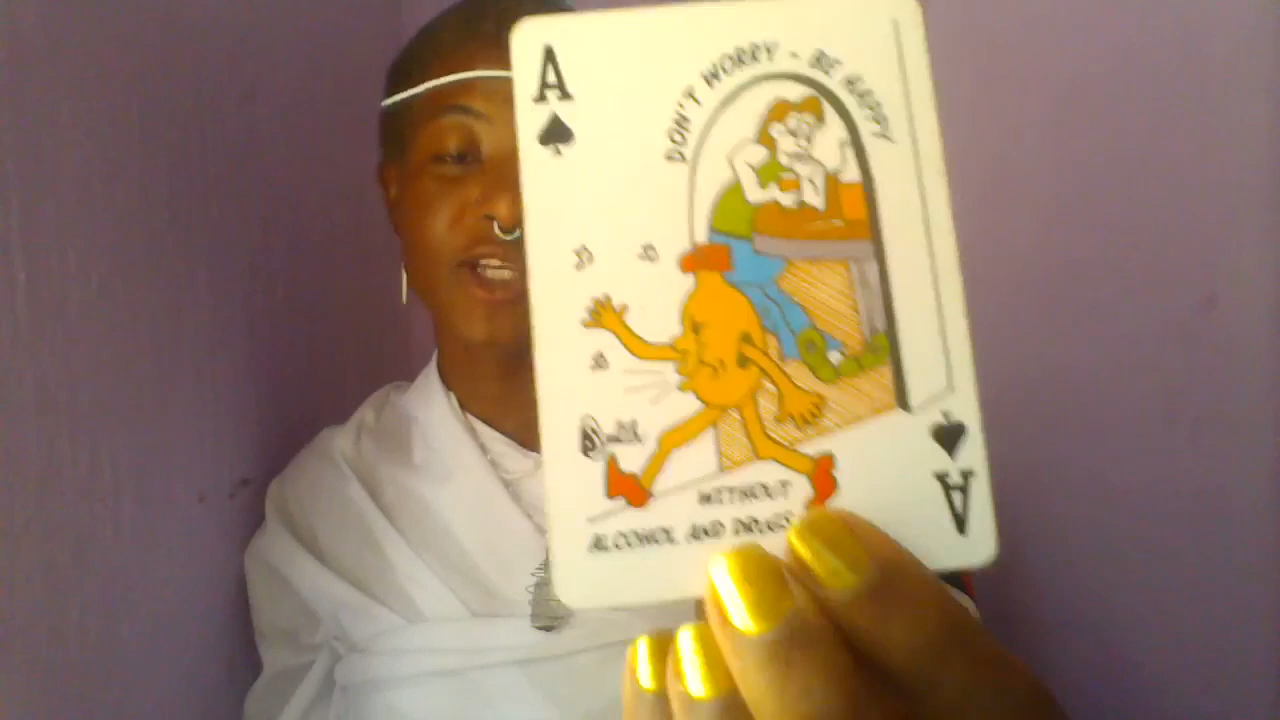 A
DON'T WORRY - BE HAPPY
WITHOUT
ALCOHOL AND DRUGS
A